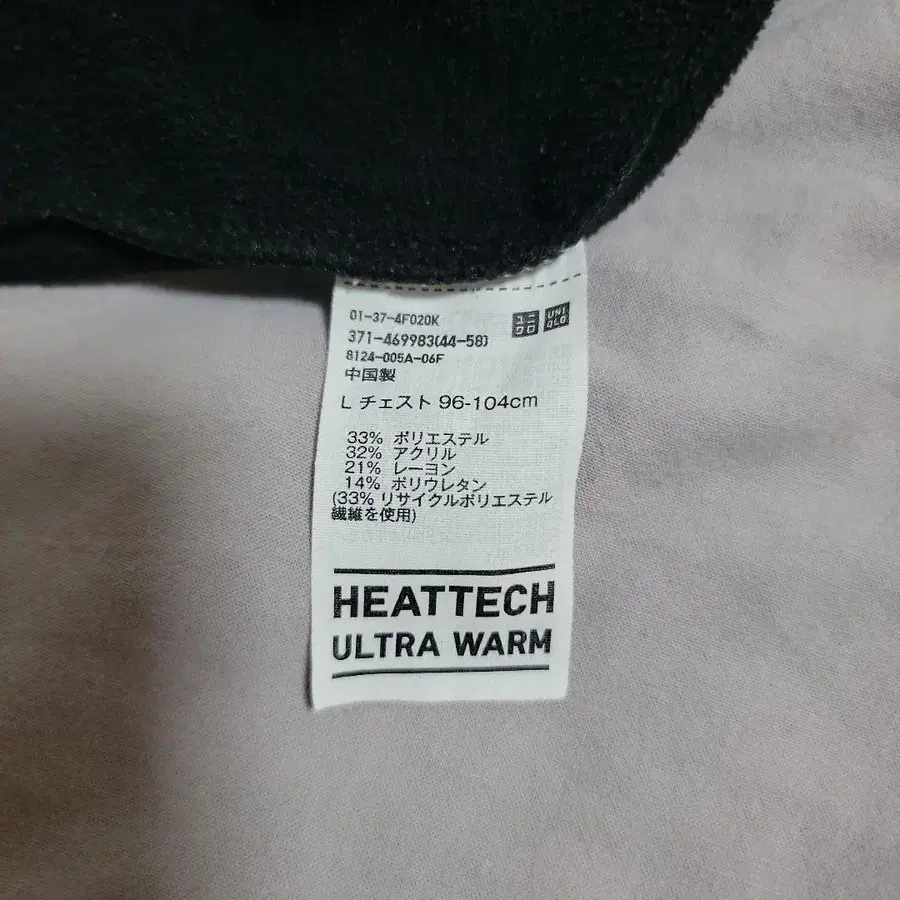 01-37-4F020K
ユニクロ UNIQLO
371-469983(44-58)
8124-005A-06F
中国製
L チェスト 96-104cm
33% ポリエステル
32% アクリル
21% レーヨン
14% ポリウレタン
(33% リサイクルポリエステル
繊維を使用)
HEATTECH
ULTRA WARM